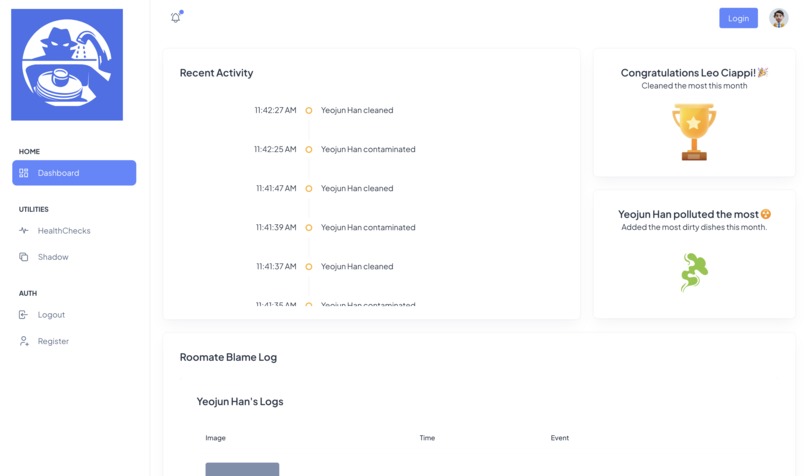 Login
HOME
Dashboard
UTILITIES
HealthChecks
Shadow
AUTH
Logout
Register
Recent Activity
11:42:27 AM Yeojun Han cleaned
11:42:25 AM Yeojun Han contaminated
11:41:47 AM Yeojun Han cleaned
11:41:39 AM Yeojun Han contaminated
11:41:37 AM Yeojun Han cleaned
11:41:35 AM Yeojun Han contaminated
Congratulations Leo Ciappi!🎉
Cleaned the most this month
Yeojun Han polluted the most😮
Added the most dirty dishes this month.
Roomate Blame Log
Yeojun Han's Logs
Image Time Event